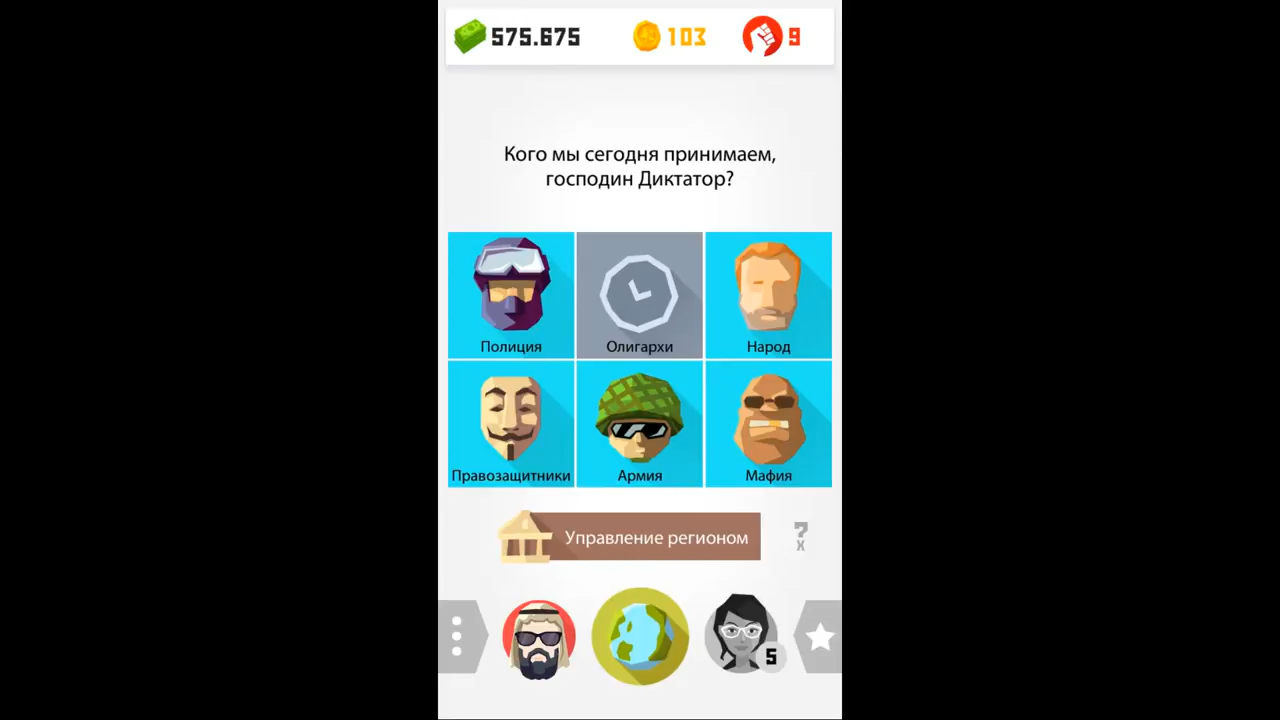 575.675 103 9
Кого мы сегодня принимаем,
господин Диктатор?
Полиция Олигархи Народ
Правозащитники Армия Мафия
Управление регионом ?
x
5